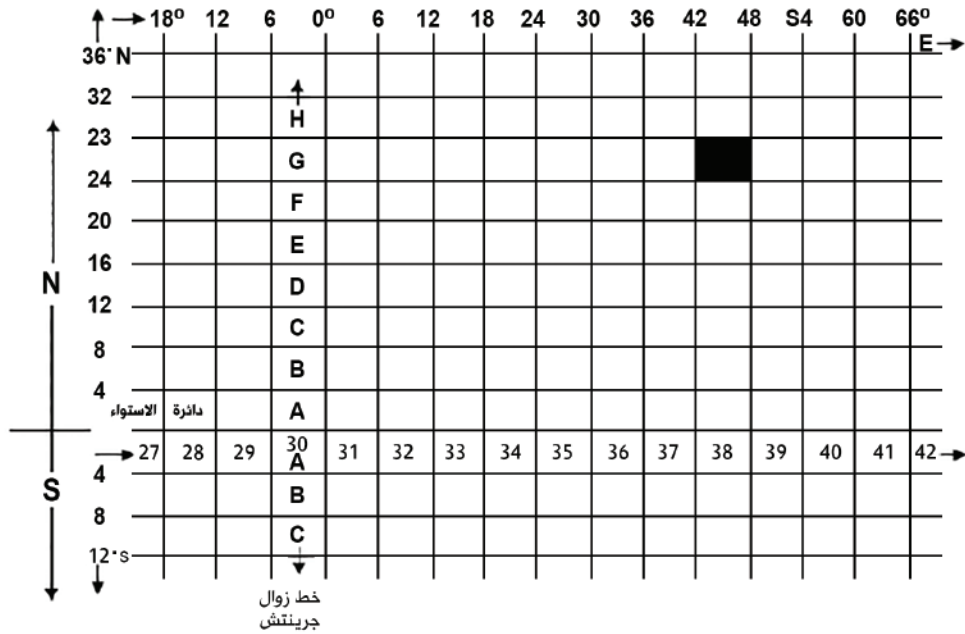 18° 12 6 0° 6 12 18 24 30 36 42 48 S4 60 66°
E
36° N
32
H
23
G
24
F
20
E
16
N
D
12
C
8
B
4
A
دائرة الاستواء
27 28 29 30 31 32 33 34 35 36 37 38 39 40 41 42
A
4
S
B
8
C
12° S
خط زوال
جرينتش